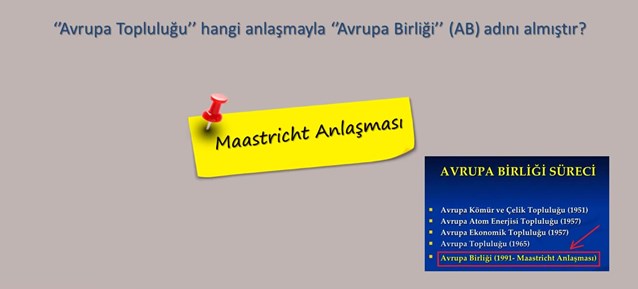 ‘’Avrupa Topluluğu’’ hangi anlaşmayla ‘’Avrupa Birliği’’ (AB) adını almıştır?
Maastricht Anlaşması
AVRUPA BİRLİĞİ SÜRECİ
Avrupa Kömür ve Çelik Topluluğu (1951)
Avrupa Atom Enerjisi Topluluğu (1957)
Avrupa Ekonomik Topluluğu (1957)
Avrupa Topluluğu (1965)
Avrupa Birliği (1991- Maastricht Anlaşması)